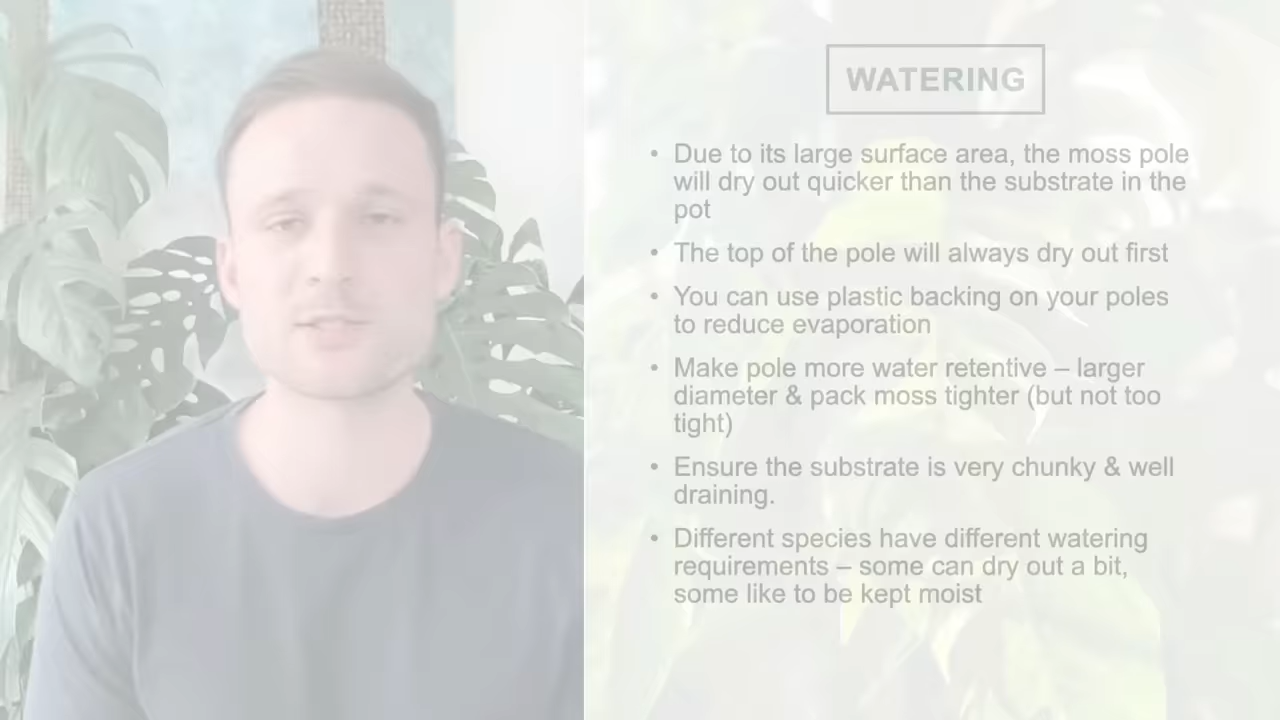 WATERING
• Due to its large surface area, the moss pole
will dry out quicker than the substrate in the
pot
• The top of the pole will always dry out first
• You can use plastic backing on your poles
to reduce evaporation
• Make pole more water retentive – larger
diameter & pack moss tighter (but not too
tight)
• Ensure the substrate is very chunky & well
draining.
• Different species have different watering
requirements – some can dry out a bit,
some like to be kept moist